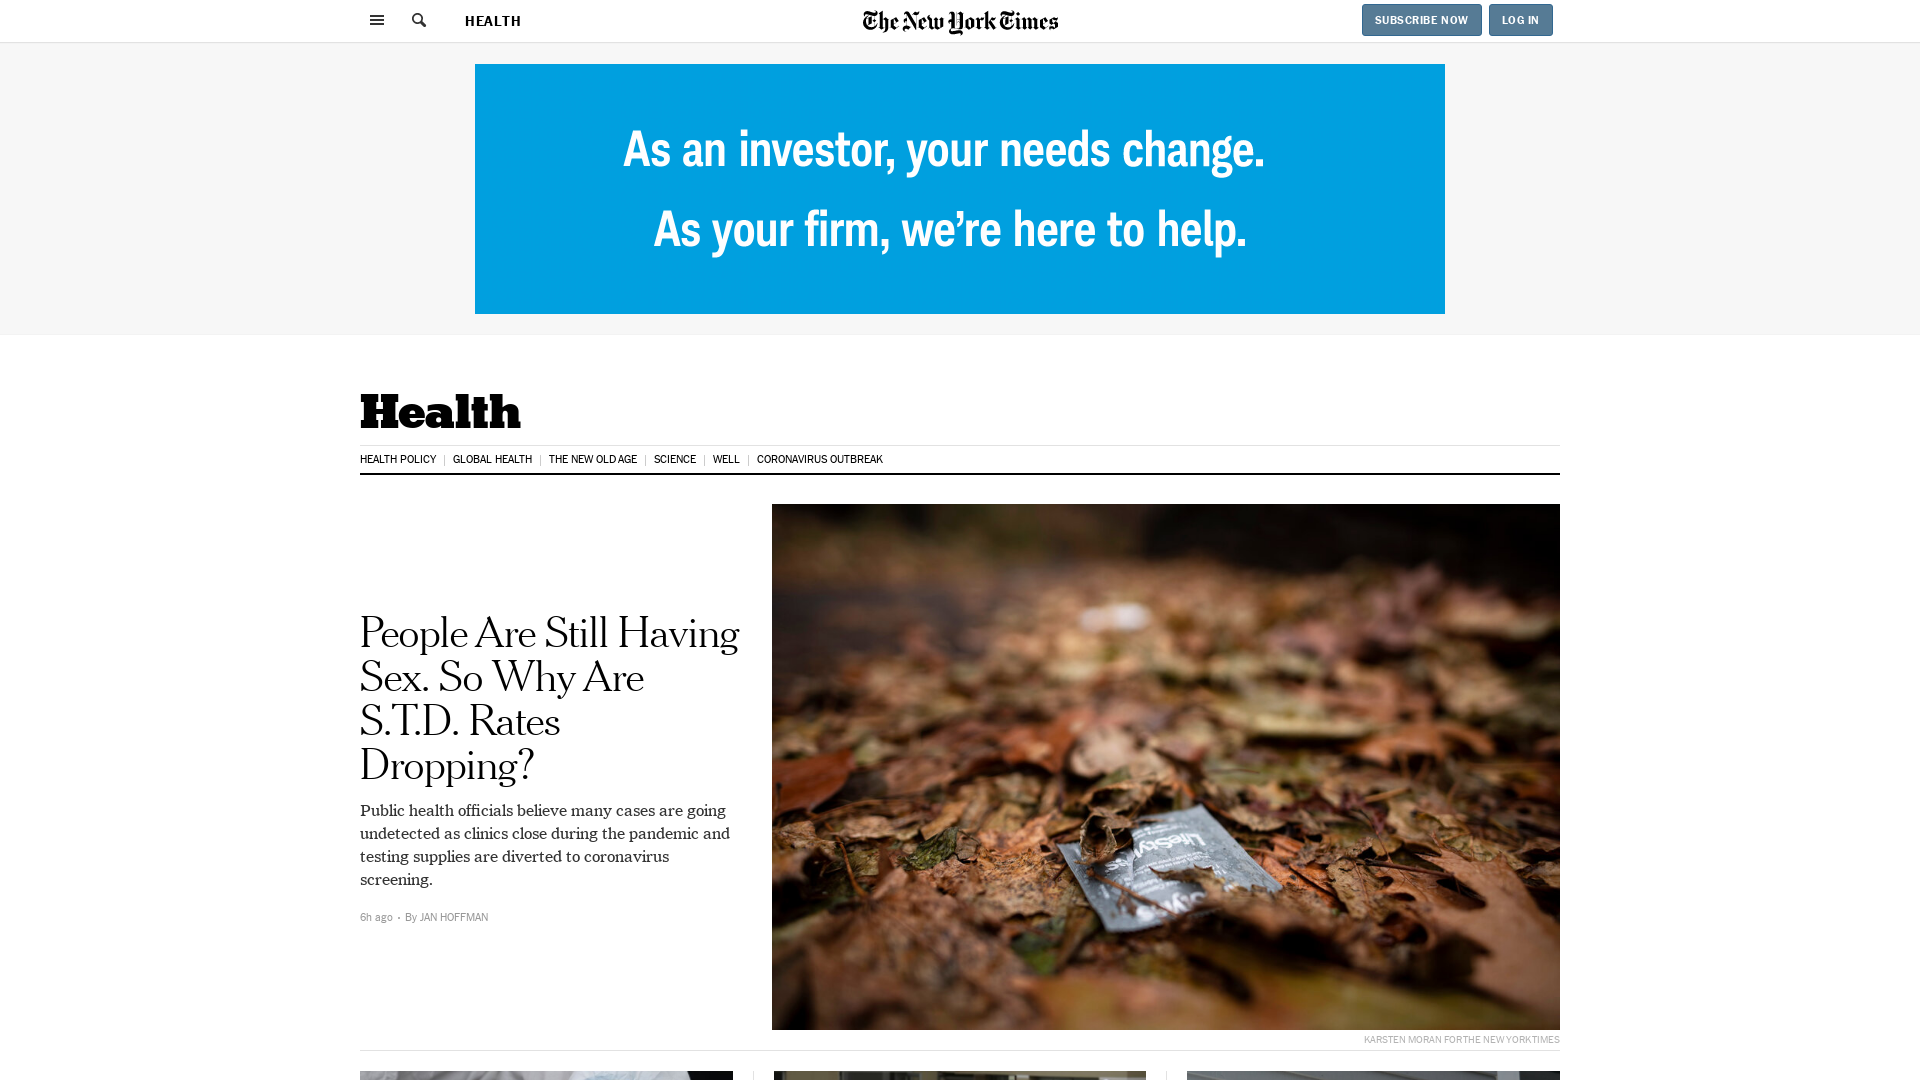 HEALTH
The New York Times
SUBSCRIBE NOW
LOG IN
As an investor, your needs change.
As your firm, we're here to help.
Health
HEALTH POLICY
GLOBAL HEALTH
THE NEW OLD AGE
SCIENCE
WELL
CORONAVIRUS OUTBREAK
People Are Still Having
Sex. So Why Are
S.T.D. Rates
Dropping?
Public health officials believe many cases are going
undetected as clinics close during the pandemic and
testing supplies are diverted to coronavirus
screening.
6h ago • By JAN HOFFMAN
KARSTEN MORAN FOR THE NEW YORK TIMES